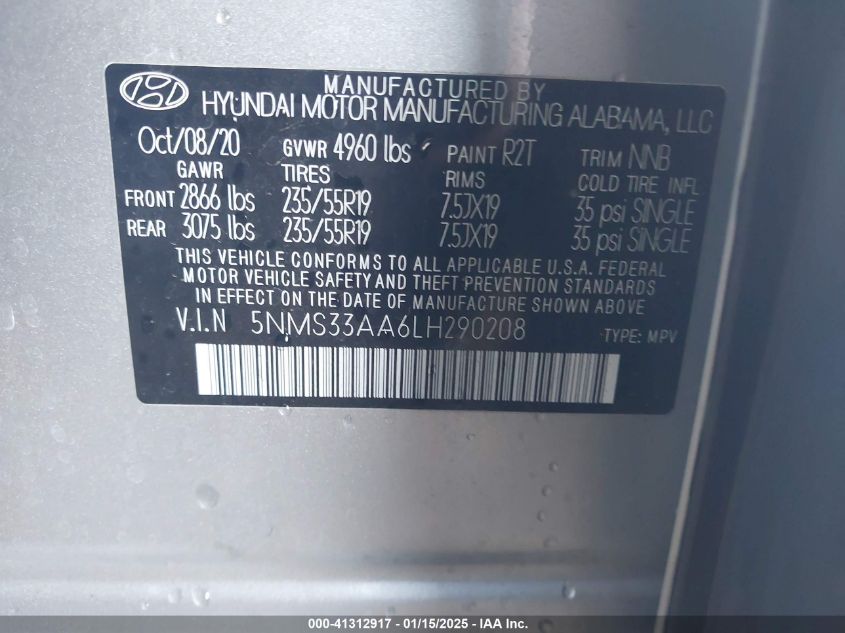 MANUFACTURED BY
HYUNDAI MOTOR MANUFACTURING ALABAMA, LLC
Oct/08/20 GVWR 4960 lbs PAINT R2T TRIM NNB
GAWR TIRES RIMS COLD TIRE INFL
FRONT 2866 lbs 235/55R19 7.5JX19 35 psi SINGLE
REAR 3075 lbs 235/55R19 7.5JX19 35 psi SINGLE
THIS VEHICLE CONFORMS TO ALL APPLICABLE U.S.A. FEDERAL
MOTOR VEHICLE SAFETY AND THEFT PREVENTION STANDARDS
IN EFFECT ON THE DATE OF MANUFACTURE SHOWN ABOVE
V.I.N 5NMS33AA6LH290208 TYPE: MPV
000-41312917 - 01/15/2025 - IAA Inc.